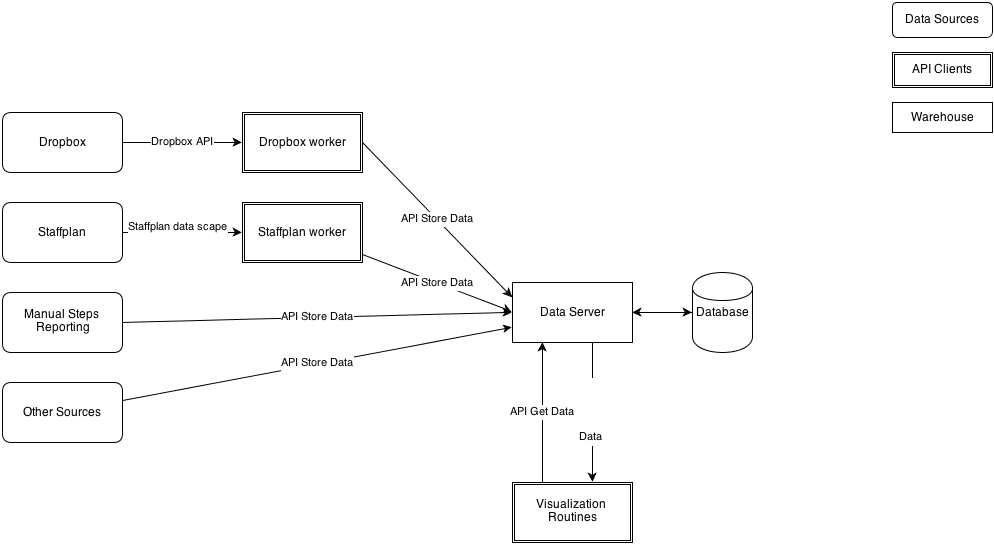 Data Sources
API Clients
Warehouse
Dropbox
Dropbox API
Dropbox worker
Staffplan
Staffplan data scape
Staffplan worker
API Store Data
API Store Data
Manual Steps
Reporting
API Store Data
Data Server
Database
API Store Data
Other Sources
API Get Data
Data
Visualization
Routines